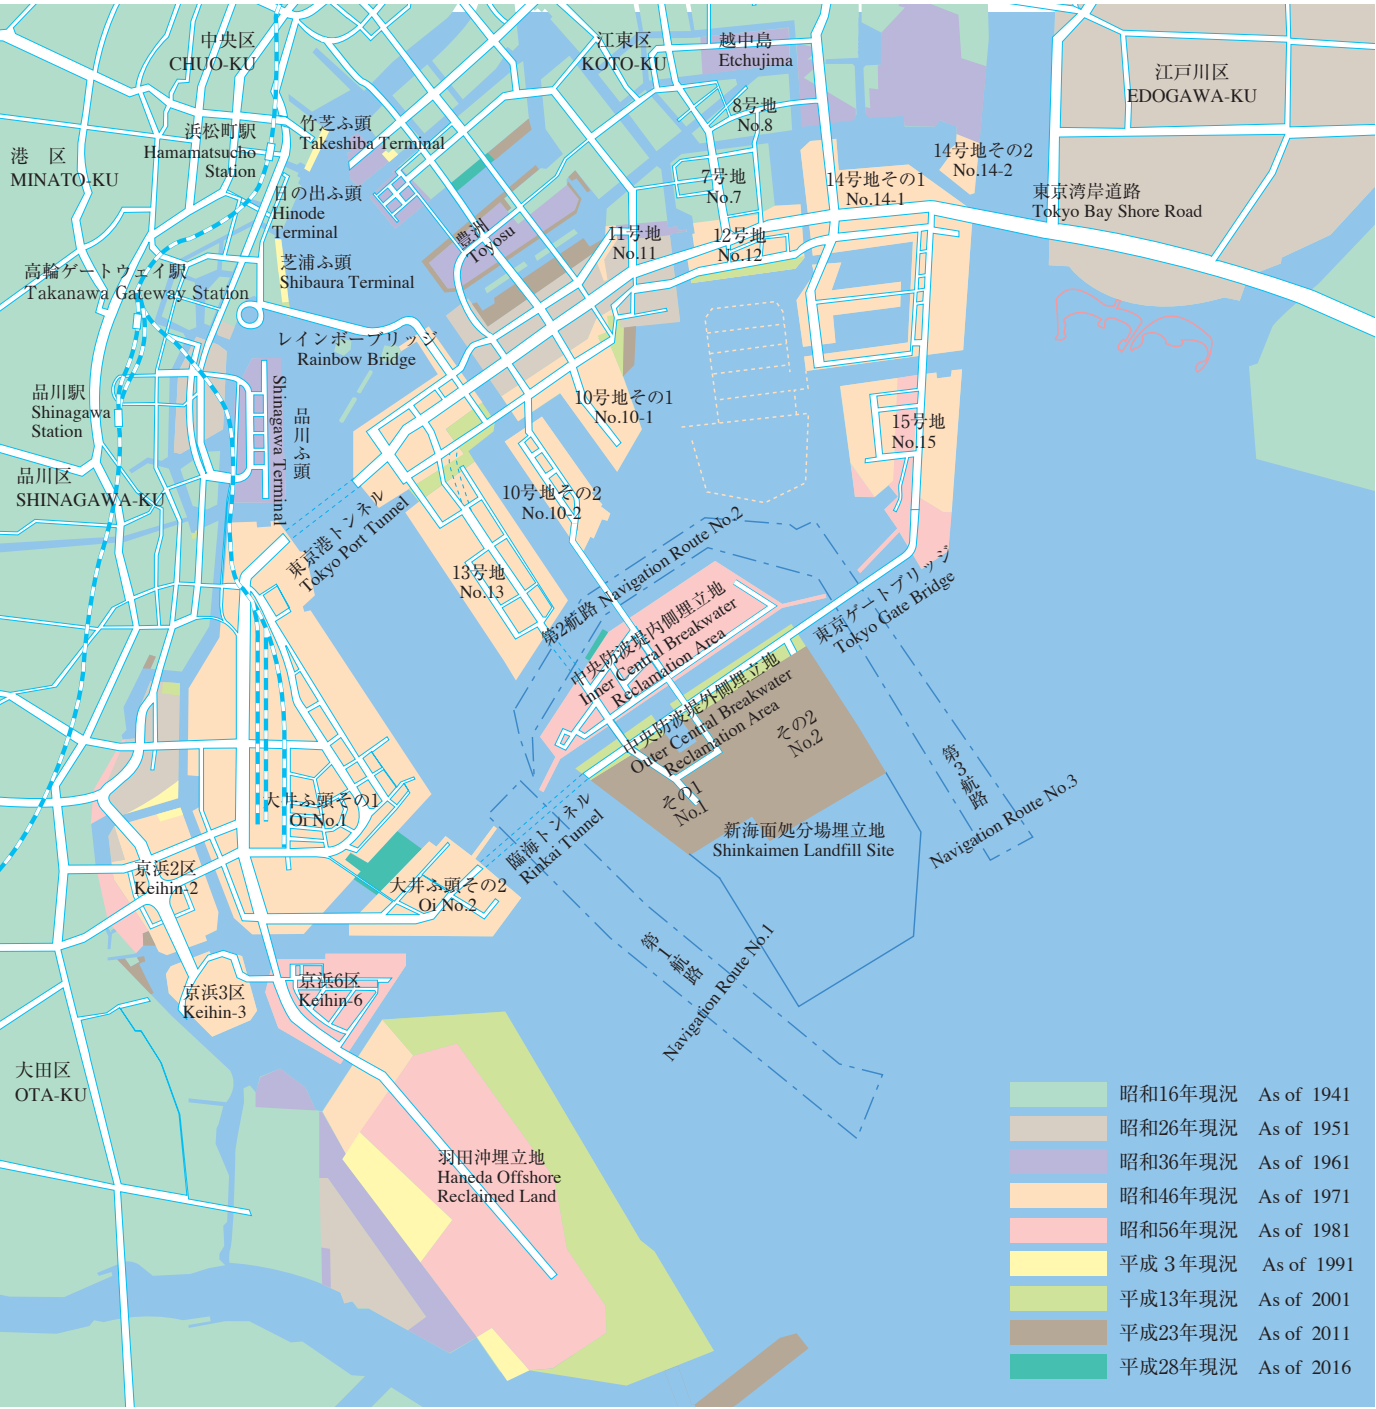 中央区
CHUO-KU
江東区
KOTO-KU
越中島
Etchujima
江戸川区
EDOGAWA-KU
8号地
No.8
浜松町駅
Hamamatsucho
Station
竹芝ふ頭
Takeshiba Terminal
港 区
MINATO-KU
14号地その2
No.14-2
7号地
No.7
14号地その1
No.14-1
東京湾岸道路
Tokyo Bay Shore Road
日の出ふ頭
Hinode
Terminal
豊洲
Toyosu
11号地
No.11
12号地
No.12
芝浦ふ頭
Shibaura Terminal
高輪ゲートウェイ駅
Takanawa Gateway Station
レインボーブリッジ
Rainbow Bridge
品川駅
Shinagawa
Station
品川ふ頭
Shinagawa Terminal
10号地その1
No.10-1
15号地
No.15
品川区
SHINAGAWA-KU
10号地その2
No.10-2
東京港トンネル
Tokyo Port Tunnel
13号地
No.13
第2航路 Navigation Route No.2
中央防波堤内側埋立地
Inner Central Breakwater
Reclamation Area
東京ゲートブリッジ
Tokyo Gate Bridge
中央防波堤外側埋立地
Outer Central Breakwater
Reclamation Area
その2
No.2
その1
No.1
第3航路
Navigation Route No.3
新海面処分場埋立地
Shinkaimen Landfill Site
大井ふ頭その1
Oi No.1
臨海トンネル
Rinkai Tunnel
京浜2区
Keihin-2
大井ふ頭その2
Oi No.2
第1航路
Navigation Route No.1
京浜3区
Keihin-3
京浜6区
Keihin-6
大田区
OTA-KU
羽田沖埋立地
Haneda Offshore
Reclaimed Land
昭和16年現況 As of 1941
昭和26年現況 As of 1951
昭和36年現況 As of 1961
昭和46年現況 As of 1971
昭和56年現況 As of 1981
平成 3 年現況 As of 1991
平成13年現況 As of 2001
平成23年現況 As of 2011
平成28年現況 As of 2016